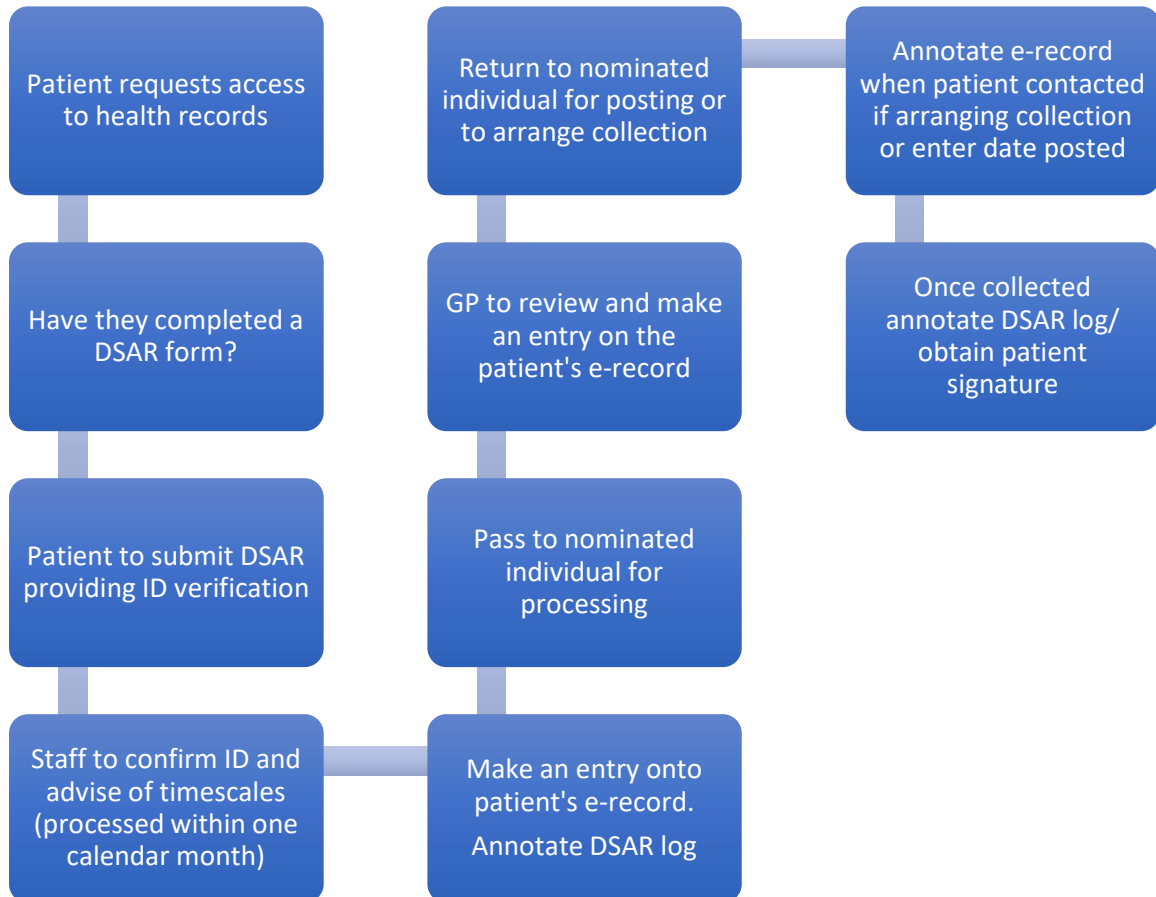 Patient requests access
to health records
Have they completed a
DSAR form?
Patient to submit DSAR
providing ID verification
Staff to confirm ID and
advise of timescales
(processed within one
calendar month)
Make an entry onto
patient's e-record.
Annotate DSAR log
Pass to nominated
individual for
processing
GP to review and make
an entry on the
patient's e-record
Return to nominated
individual for posting or
to arrange collection
Annotate e-record
when patient contacted
if arranging collection
or enter date posted
Once collected
annotate DSAR log/
obtain patient
signature